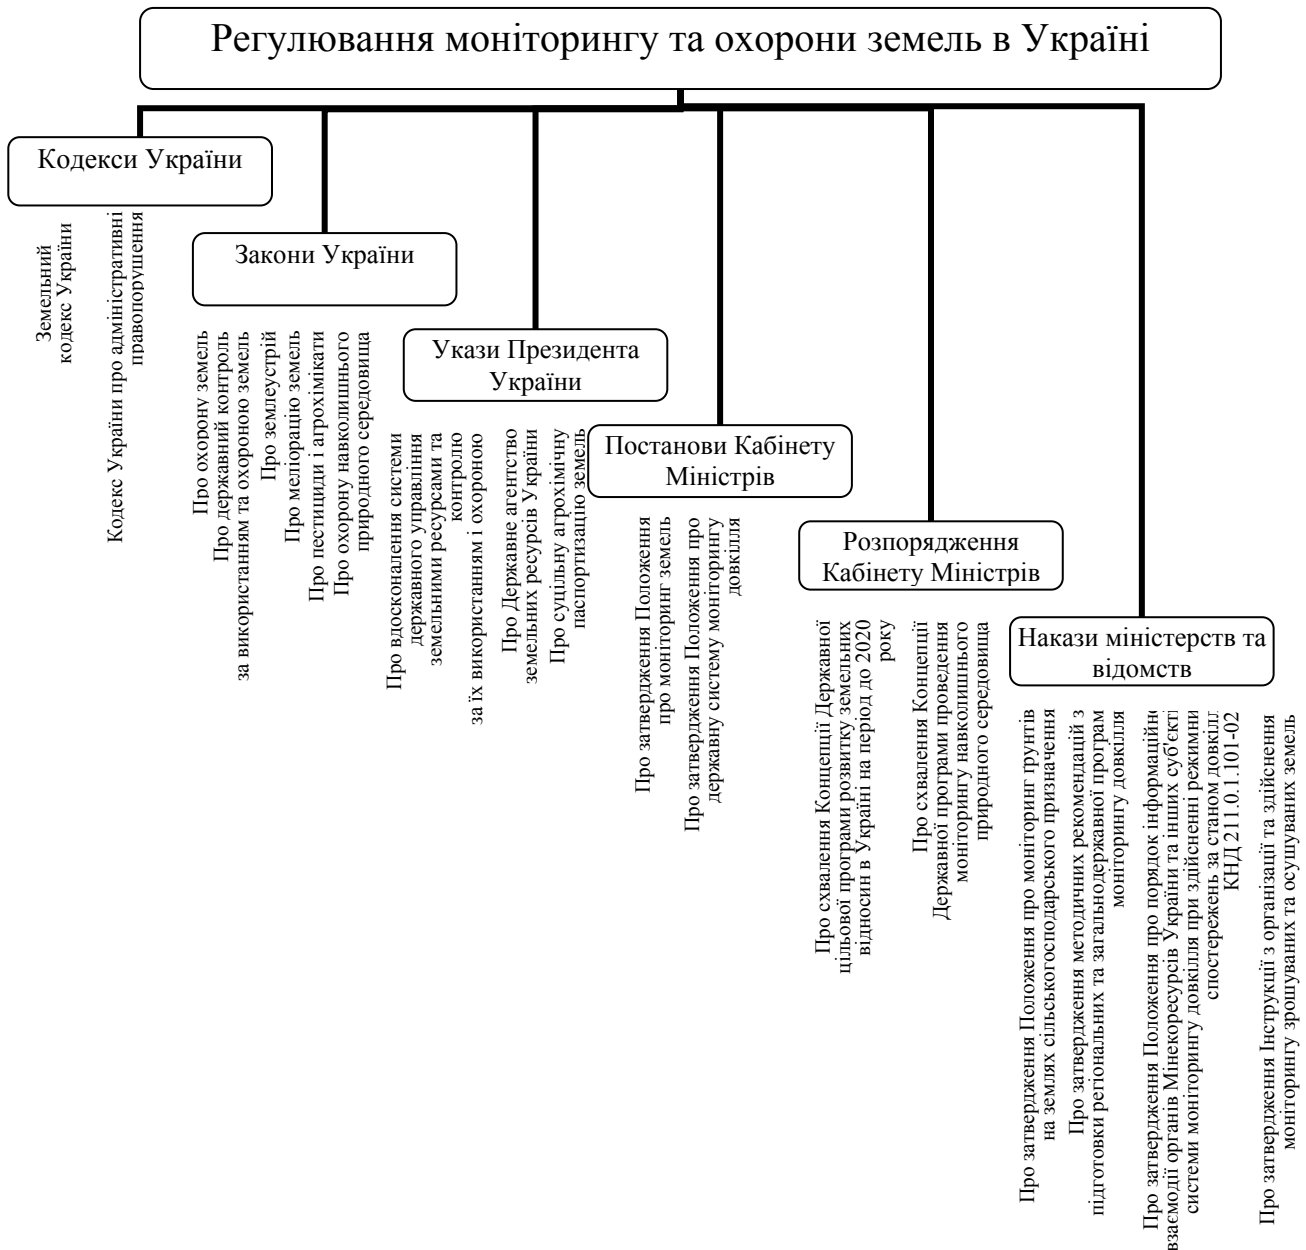 Регулювання моніторингу та охорони земель в Україні
Кодекси України
Земельний
кодекс України
Кодекс України про адміністративні
правопорушення
Закони України
Про охорону земель
Про державний контроль
за використанням та охороною земель
Про землеустрій
Про меліорацію земель
Про пестициди і агрохімікати
Про охорону навколишнього
природного середовища
Укази Президента
України
Про вдосконалення системи
державного управління
земельними ресурсами та
контролю
за їх використанням і охороною
Про Державне агентство
земельних ресурсів України
Про суцільну агрохімічну
паспортизацію земель
Постанови Кабінету
Міністрів
Про затвердження Положення
про моніторинг земель
Про затвердження Положення про
державну систему моніторингу
довкілля
Розпорядження
Кабінету Міністрів
Про схвалення Концепції Державної
цільової програми розвитку земельних
відносин в Україні на період до 2020
року
Про схвалення Концепції
Державної програми проведення
моніторингу навколишнього
природного середовища
Накази міністерств та
відомств
Про затвердження Положення про моніторинг ґрунтів
на землях сільськогосподарського призначення
Про затвердження методичних рекомендацій з
підготовки регіональних та загальнодержавної програм
моніторингу довкілля
Про затвердження Положення про порядок інформаційно
взаємодії органів Мінекоресурсів України та інших суб'єкті
системи моніторингу довкілля при здійсненні режимни
спостережень за станом довкіл
КНД 211.0.1.101-02
Про затвердження Інструкції з організації та здійснення
моніторингу зрошуваних та осушуваних земель